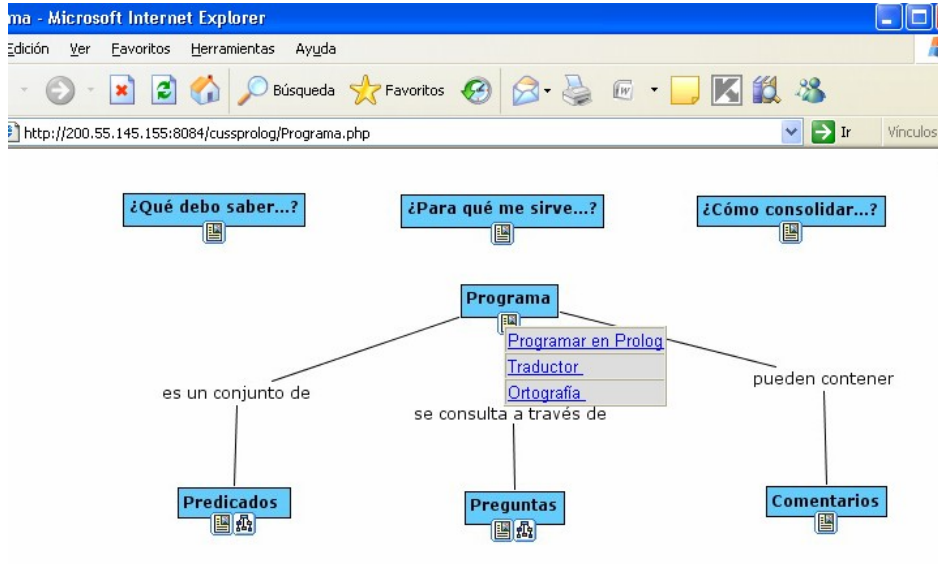 ma - Microsoft Internet Explorer
Edición Ver Favoritos Herramientas Ayuda
Búsqueda Favoritos
http://200.55.145.155:8084/cussprolog/Programa.php Ir Vínculos
¿Qué debo saber...? ¿Para qué me sirve...? ¿Cómo consolidar...?
Programa
Programar en Prolog
Traductor
Ortografía
es un conjunto de
pueden contener
se consulta a través de
Predicados
Preguntas
Comentarios